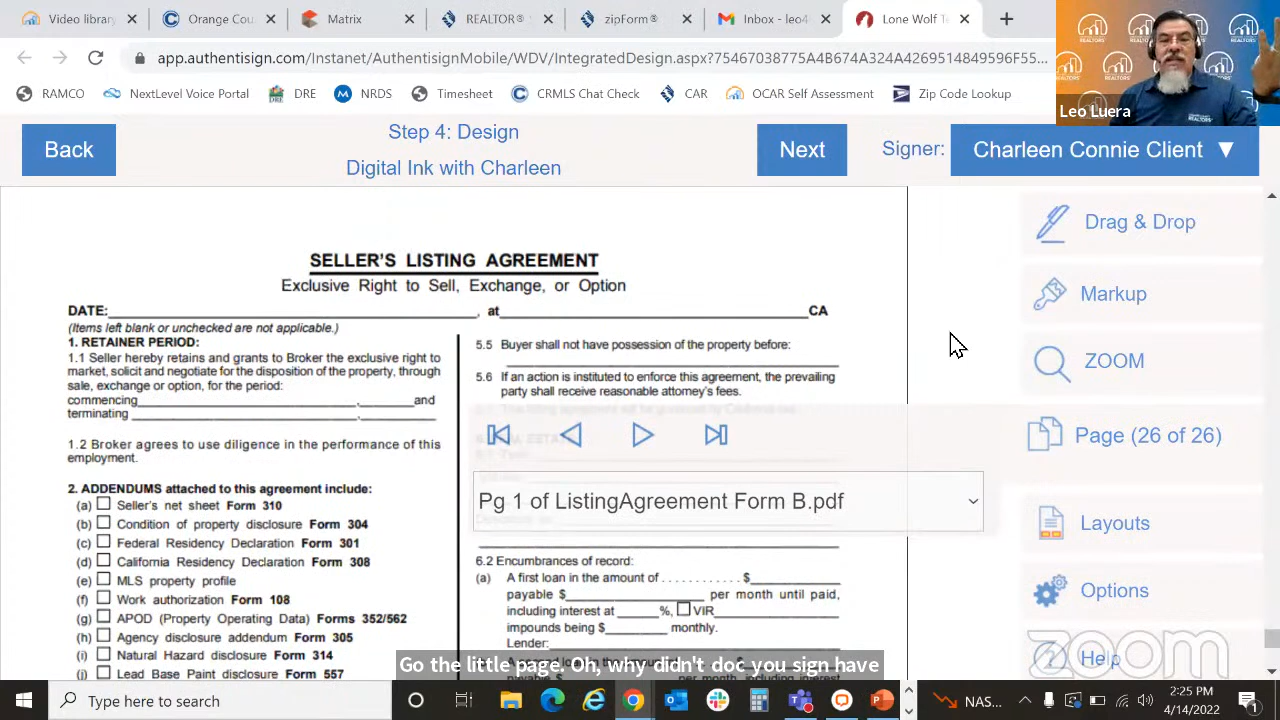 Video library
Orange Cou
Matrix
REALTOR®
zipForm®
Inbox - leo4
Lone Wolf T
app.authentisign.com/Instanet/AuthentisignMobile/WDV/IntegratedDesign.aspx?75467038775A4B674A324A4269514849596F55...
RAMCO
NextLevel Voice Portal
DRE
NRDS
Timesheet
CRMLS Chat Check
CAR
OCAR Self Assessment
Zip Code Lookup
Leo Luera
Back
Step 4: Design
Digital Ink with Charleen
Next
Signer:
Charleen Connie Client ▼
SELLER'S LISTING AGREEMENT
Exclusive Right to Sell, Exchange, or Option
DATE: , at CA
(Items left blank or unchecked are not applicable.)
1. RETAINER PERIOD:
1.1 Seller hereby retains and grants to Broker the exclusive right to
market, solicit and negotiate for the disposition of the property, through
sale, exchange or option, for the period:
commencing , and
terminating ,
1.2 Broker agrees to use diligence in the performance of this
employment.
2. ADDENDUMS attached to this agreement include:
(a) Seller's net sheet Form 310
(b) Condition of property disclosure Form 304
(c) Federal Residency Declaration Form 301
(d) California Residency Declaration Form 308
(e) MLS property profile
(f) Work authorization Form 108
(g) APOD (Property Operating Data) Forms 352/562
(h) Agency disclosure addendum Form 305
(i) Natural Hazard disclosure Form 314
(j) Lead Base Paint disclosure Form 557
5.5 Buyer shall not have possession of the property before:
5.6 If an action is instituted to enforce this agreement, the prevailing
party shall receive reasonable attorney's fees.
Pg 1 of ListingAgreement Form B.pdf
6.2 Encumbrances of record:
(a) A first loan in the amount of . . . . . . . . . . . . $
payable $ per month until paid,
including interest at %, VIR
impounds being $ monthly.
Lender:
Drag & Drop
Markup
ZOOM
Page (26 of 26)
Layouts
Options
Help
zoom
Go the little page. Oh, why didn't doc you sign have
Type here to search
NAS...
2:25 PM
4/14/2022
1